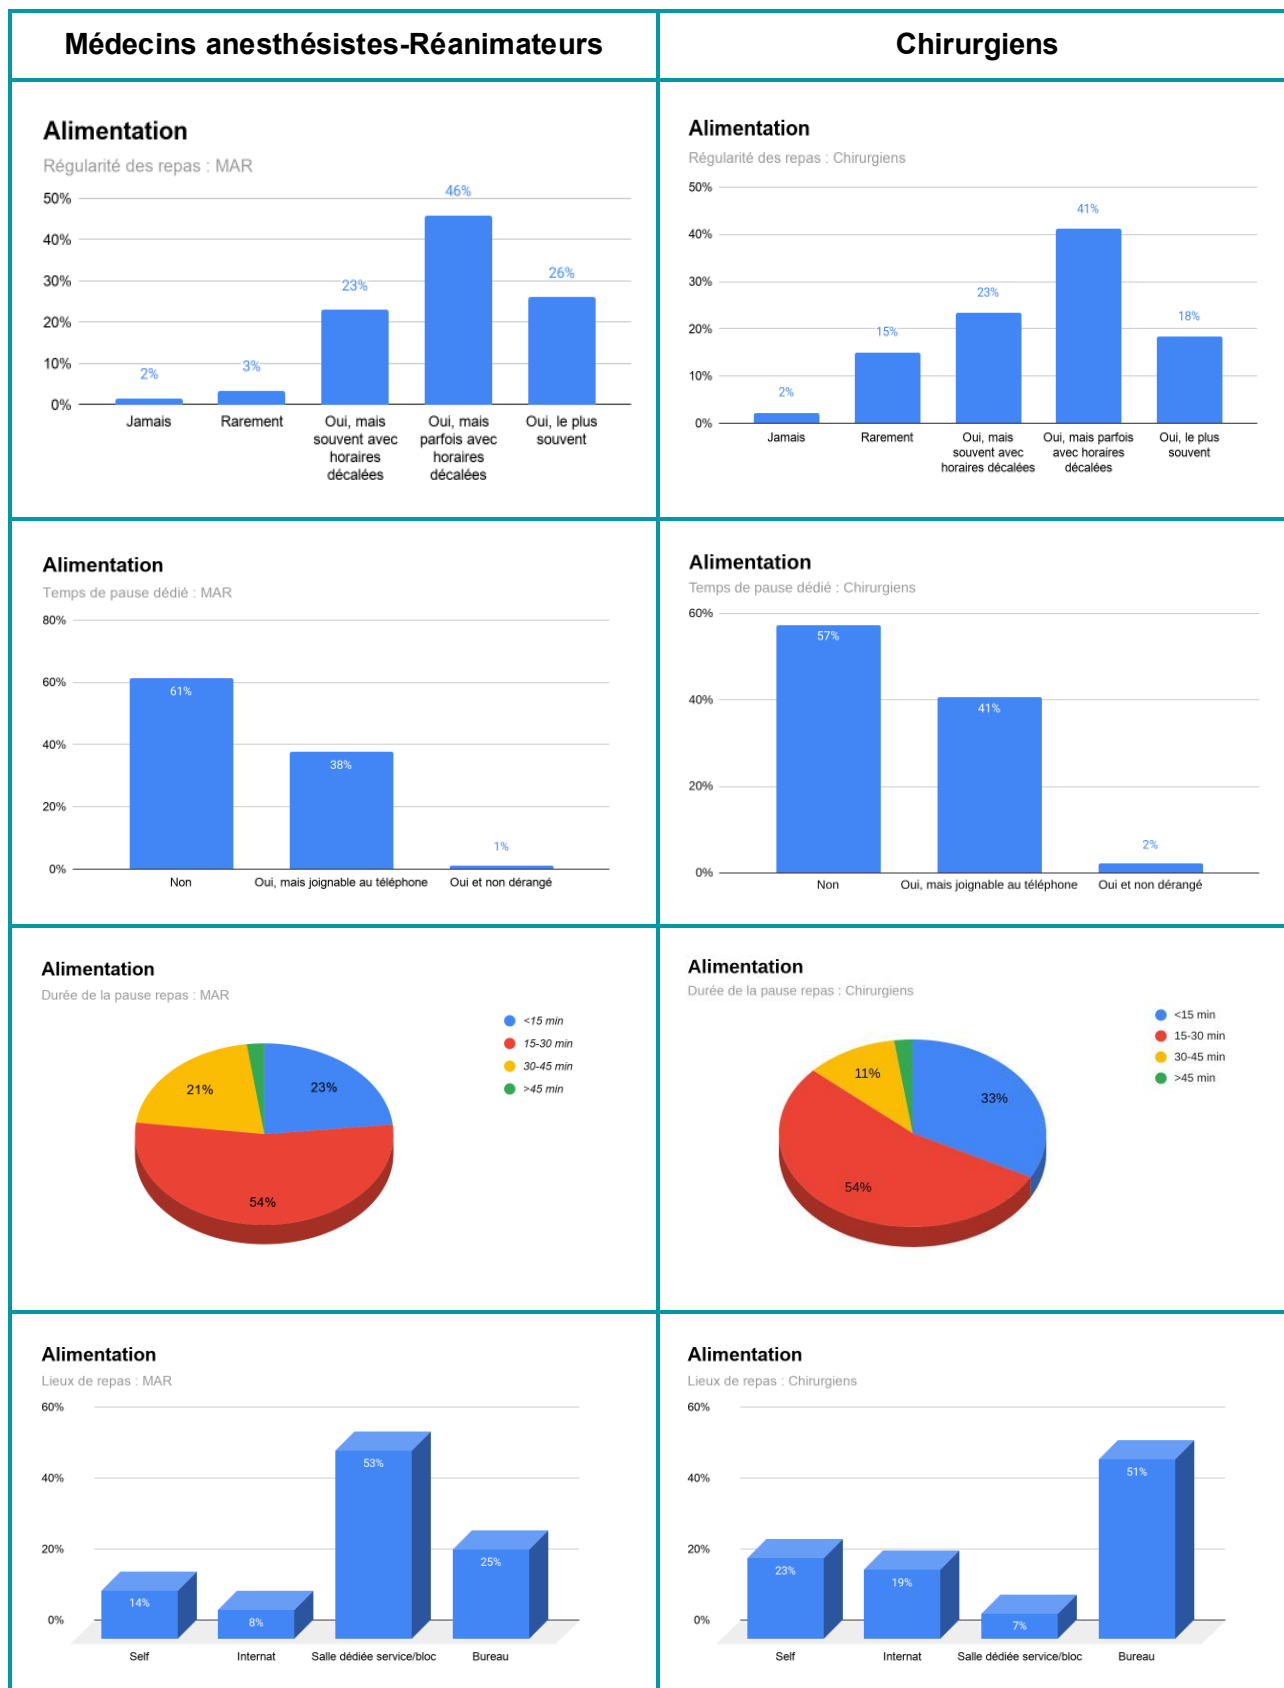 Médecins anesthésistes-Réanimateurs
Chirurgiens
Alimentation
Régularité des repas : MAR
50%
40%
30%
20%
10%
0%
2%
3%
23%
46%
26%
Jamais
Rarement
Oui, mais
souvent avec
horaires
décalées
Oui, mais
parfois avec
horaires
décalées
Oui, le plus
souvent
Alimentation
Régularité des repas : Chirurgiens
50%
40%
30%
20%
10%
0%
2%
15%
23%
41%
18%
Jamais
Rarement
Oui, mais
souvent avec
horaires décalées
Oui, mais parfois
avec horaires
décalées
Oui, le plus
souvent
Alimentation
Temps de pause dédié : MAR
80%
60%
40%
20%
0%
61%
38%
1%
Non
Oui, mais joignable au téléphone
Oui et non dérangé
Alimentation
Temps de pause dédié : Chirurgiens
60%
40%
20%
0%
57%
41%
2%
Non
Oui, mais joignable au téléphone
Oui et non dérangé
Alimentation
Durée de la pause repas : MAR
<15 min
15-30 min
30-45 min
>45 min
21%
23%
54%
Alimentation
Durée de la pause repas : Chirurgiens
<15 min
15-30 min
30-45 min
>45 min
11%
33%
54%
Alimentation
Lieux de repas : MAR
60%
40%
20%
0%
14%
8%
53%
25%
Self
Internat
Salle dédiée service/bloc
Bureau
Alimentation
Lieux de repas : Chirurgiens
60%
40%
20%
0%
23%
19%
7%
51%
Self
Internat
Salle dédiée service/bloc
Bureau